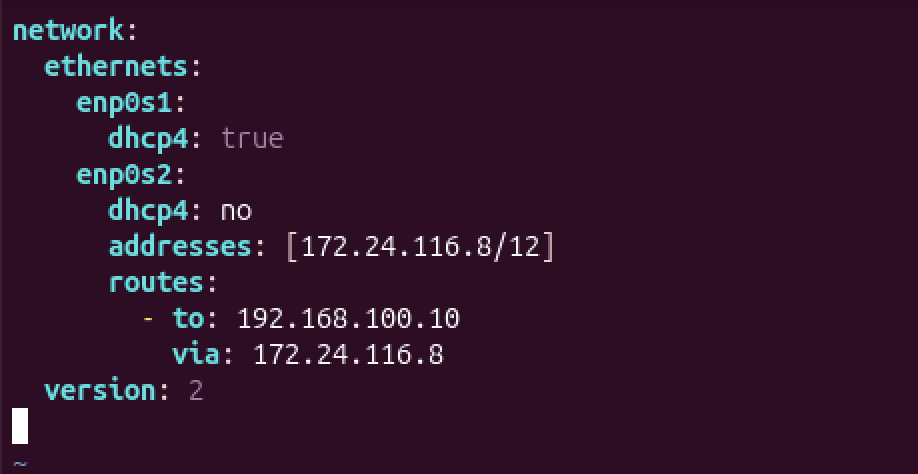 network:
  ethernets:
    enp0s1:
      dhcp4: true
    enp0s2:
      dhcp4: no
      addresses: [172.24.116.8/12]
      routes:
        - to: 192.168.100.10
          via: 172.24.116.8
  version: 2
~